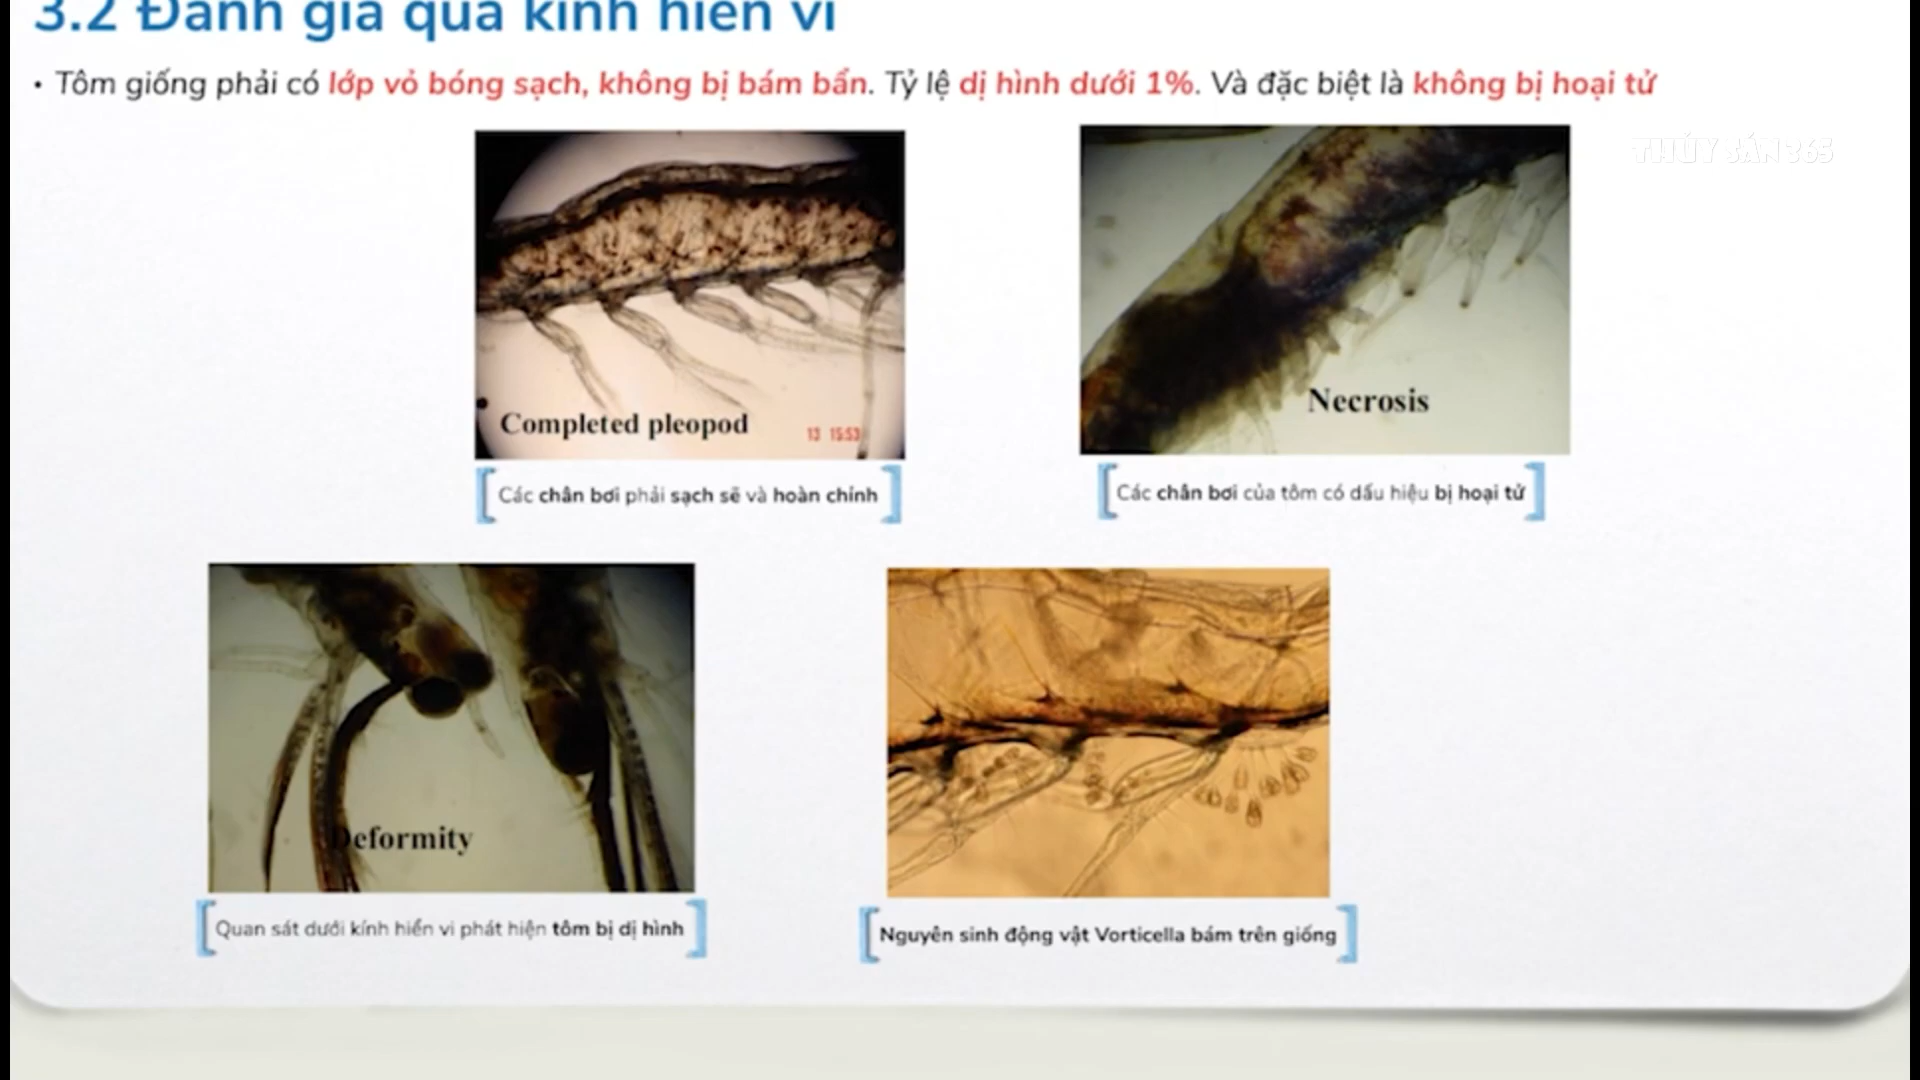 3.2 Đánh giá qua kính hiển vi
• Tôm giống phải có lớp vỏ bóng sạch, không bị bám bẩn. Tỷ lệ dị hình dưới 1%. Và đặc biệt là không bị hoại tử
THỦY SẢN 365
Completed pleopod
13 15:53
Necrosis
Các chân bơi phải sạch sẽ và hoàn chỉnh
Các chân bơi của tôm có dấu hiệu bị hoại tử
Deformity
Quan sát dưới kính hiển vi phát hiện tôm bị dị hình
Nguyên sinh động vật Vorticella bám trên giống